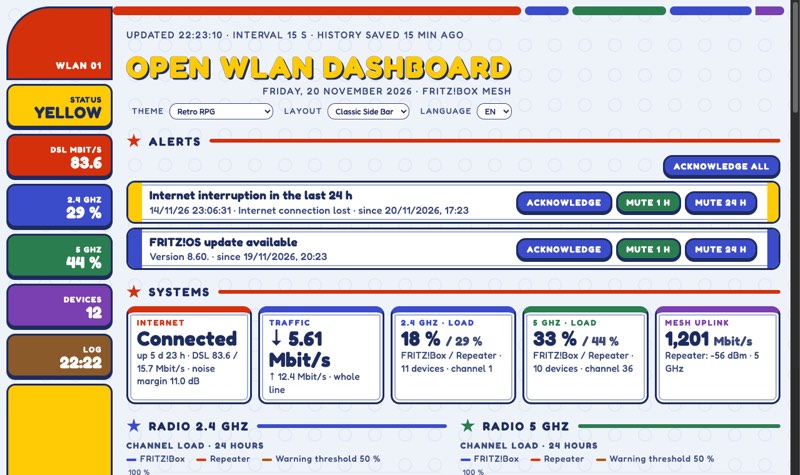 WLAN 01
STATUS
YELLOW
DSL MBIT/S
83.6
2.4 GHZ
29 %
5 GHZ
44 %
DEVICES
12
LOG
22:22
UPDATED 22:23:10 · INTERVAL 15 S · HISTORY SAVED 15 MIN AGO
OPEN WLAN DASHBOARD
FRIDAY, 20 NOVEMBER 2026 · FRITZ!BOX MESH
THEME Retro RPG LAYOUT Classic Side Bar LANGUAGE EN
ALERTS
ACKNOWLEDGE ALL
Internet interruption in the last 24 h
14/11/26 23:06:31 · Internet connection lost · since 20/11/2026, 17:23
ACKNOWLEDGE MUTE 1 H MUTE 24 H
FRITZ!OS update available
Version 8.60. · since 19/11/2026, 20:23
ACKNOWLEDGE MUTE 1 H MUTE 24 H
SYSTEMS
INTERNET
Connected
up 5 d 23 h · DSL 83.6 /
15.7 Mbit/s · noise
margin 11.0 dB
TRAFFIC
↓ 5.61
Mbit/s
↑ 12.4 Mbit/s · whole
line
2.4 GHZ · LOAD
18 % / 29 %
FRITZ!Box / Repeater ·
11 devices · channel 1
5 GHZ · LOAD
33 % / 44 %
FRITZ!Box / Repeater ·
10 devices · channel 36
MESH UPLINK
1,201 Mbit/s
Repeater: -56 dBm · 5
GHz
RADIO 2.4 GHZ
CHANNEL LOAD · 24 HOURS
FRITZ!Box Repeater Warning threshold 50 %
100 %
RADIO 5 GHZ
CHANNEL LOAD · 24 HOURS
FRITZ!Box Repeater Warning threshold 50 %
100 %